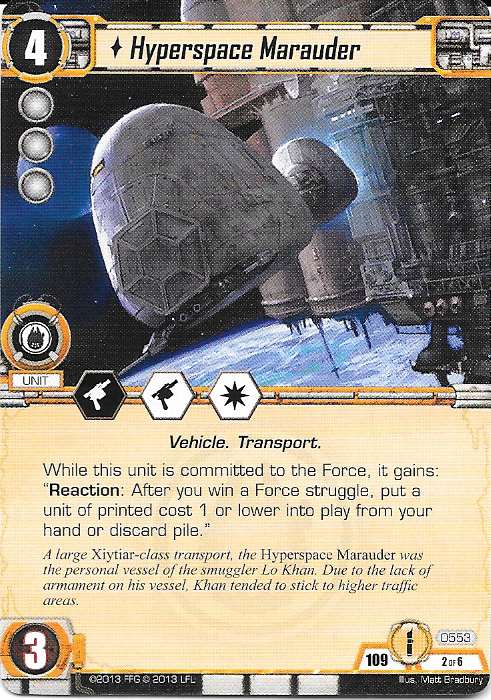 4
Hyperspace Marauder
UNIT
Vehicle. Transport.
While this unit is committed to the Force, it gains:
“Reaction: After you win a Force struggle, put a
unit of printed cost 1 or lower into play from your
hand or discard pile.”
A large Xiytiar-class transport, the Hyperspace Marauder was
the personal vessel of the smuggler Lo Khan. Due to the lack of
armament on his vessel, Khan tended to stick to higher traffic
areas.
3
0553
109
2 OF 6
©2013 FFG © 2013 LFL
Illus. Matt Bradbury